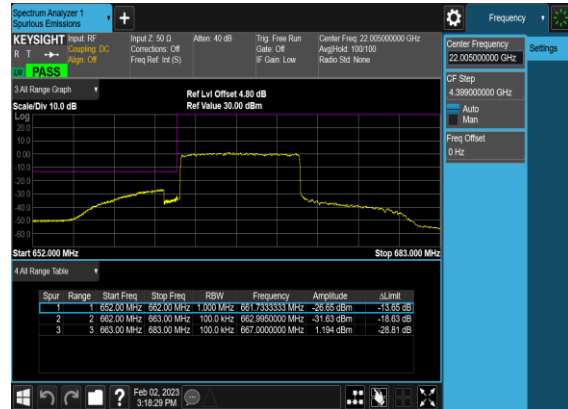 Spectrum Analyzer 1
Spurious Emissions
+
Frequency
KEYSIGHT Input: RF Input Z: 50 Ω Atten: 40 dB Trig: Free Run Center Freq: 22.005000000 GHz
R T Coupling: DC Corrections: Off Gate: Off Avg|Hold: 100/100
Align: Off Freq Ref: Int (S) IF Gain: Low Radio Std: None
PASS
Center Frequency
22.005000000 GHz
Settings
CF Step
4.399000000 GHz
Auto
Man
Freq Offset
0 Hz
3 All Range Graph
Ref Lvl Offset 4.80 dB
Scale/Div 10.0 dB Ref Value 30.00 dBm
Log
20.0
10.0
0.00
-10.0
-20.0
-30.0
-40.0
-50.0
-60.0
Start 652.000 MHz Stop 683.000 MHz
4 All Range Table
Spur Range Start Freq Stop Freq RBW Frequency Amplitude ΔLimit
1 1 652.00 MHz 662.00 MHz 1.000 MHz 661.7333333 MHz -26.65 dBm -13.65 dB
2 2 662.00 MHz 663.00 MHz 100.0 kHz 662.9950000 MHz -31.63 dBm -18.63 dB
3 3 663.00 MHz 683.00 MHz 100.0 kHz 667.0000000 MHz 1.194 dBm -28.81 dB
?
Feb 02, 2023
3:18:29 PM